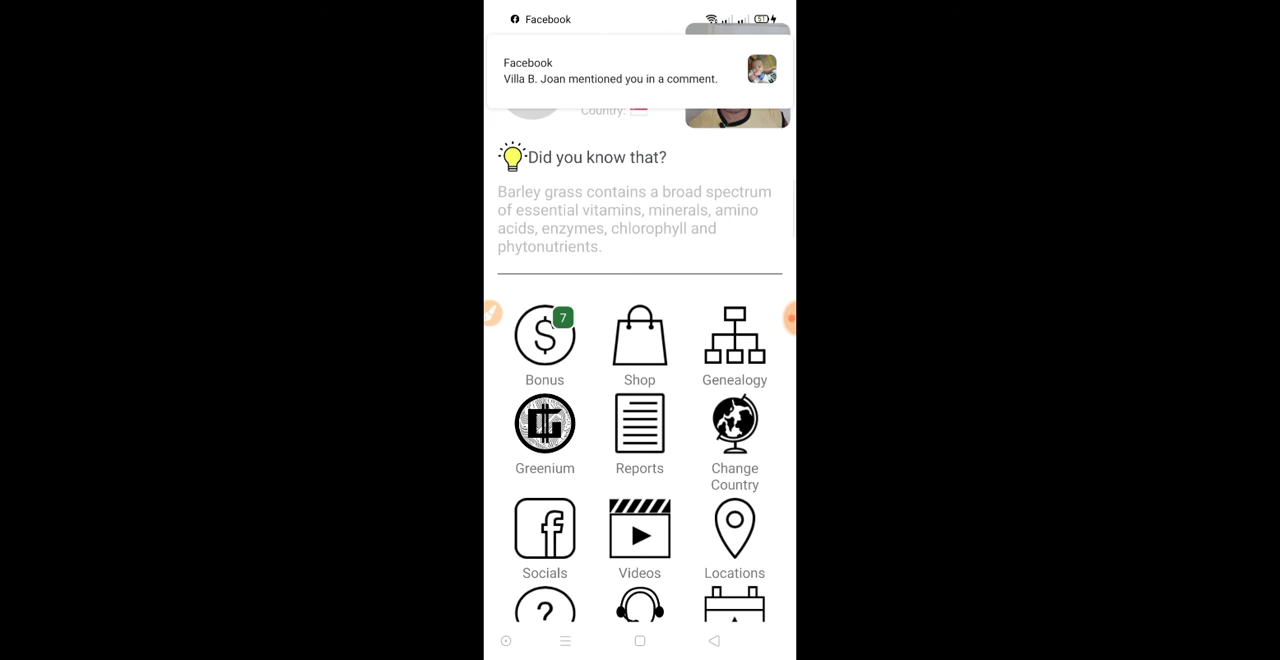 Facebook
51
Facebook
Villa B. Joan mentioned you in a comment.
Country:
Did you know that?
Barley grass contains a broad spectrum
of essential vitamins, minerals, amino
acids, enzymes, chlorophyll and
phytonutrients.
7
Bonus
Shop
Genealogy
Greenium
Reports
Change
Country
Socials
Videos
Locations